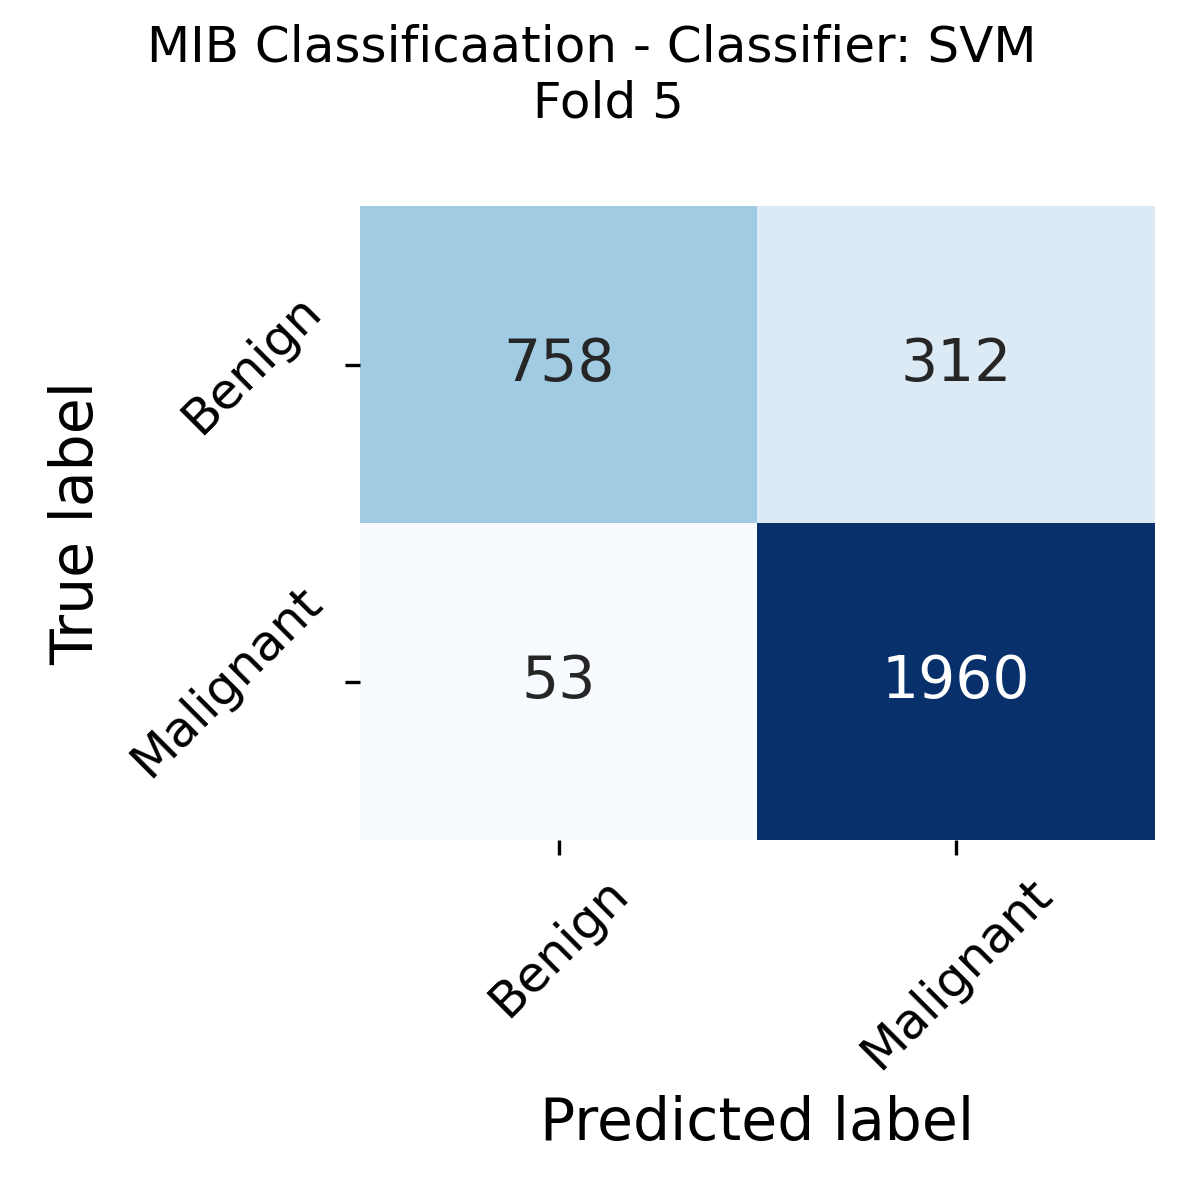 MIB Classificaation - Classifier: SVM
Fold 5
True label
Benign
758
312
Malignant
53
1960
Benign
Malignant
Predicted label